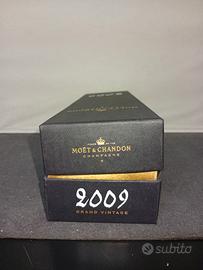 MOËT & CHANDON
CHAMPAGNE
2009
GRAND VINTAGE
subito